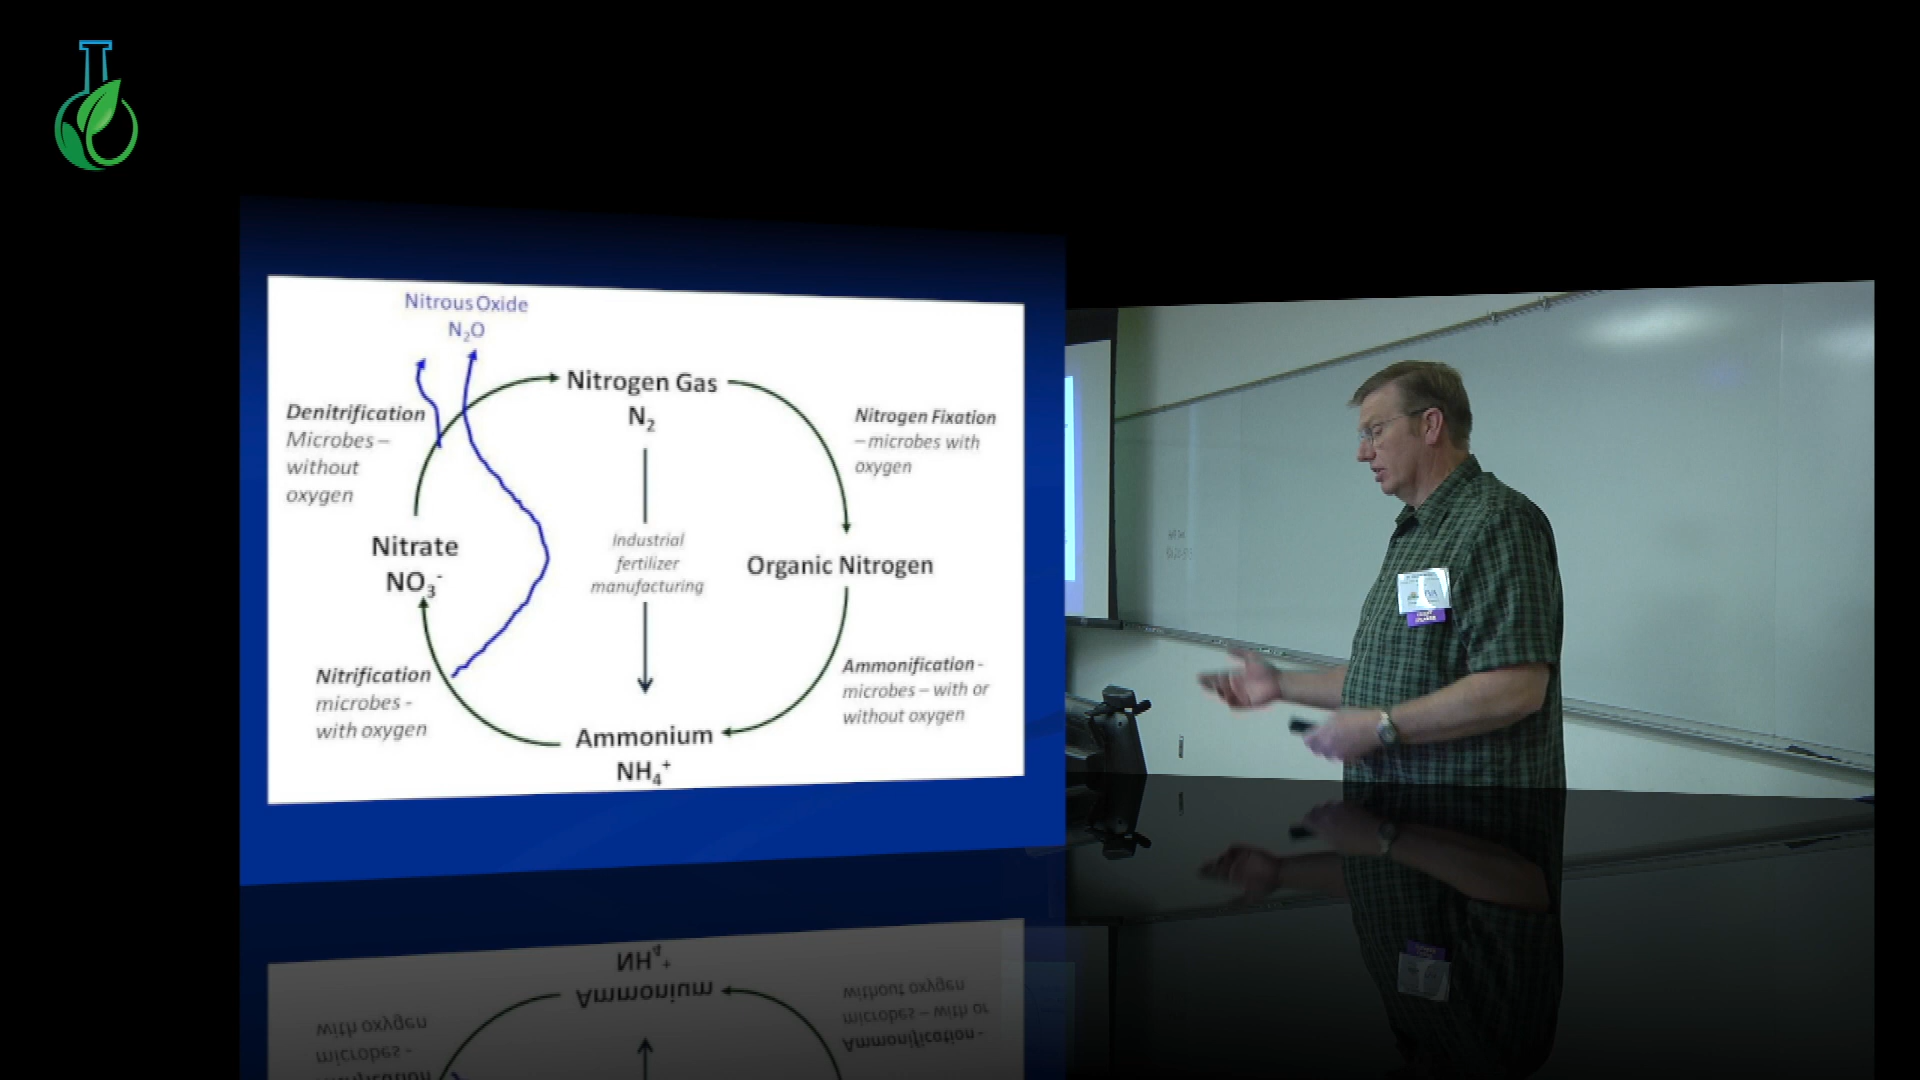 Nitrous Oxide
N₂O
Nitrogen Gas
N₂
Denitrification
Microbes –
without
oxygen
Nitrogen Fixation
– microbes with
oxygen
Nitrate
NO₃⁻
Industrial
fertilizer
manufacturing
Organic Nitrogen
Nitrification
microbes -
with oxygen
Ammonification -
microbes – with or
without oxygen
Ammonium
NH₄⁺